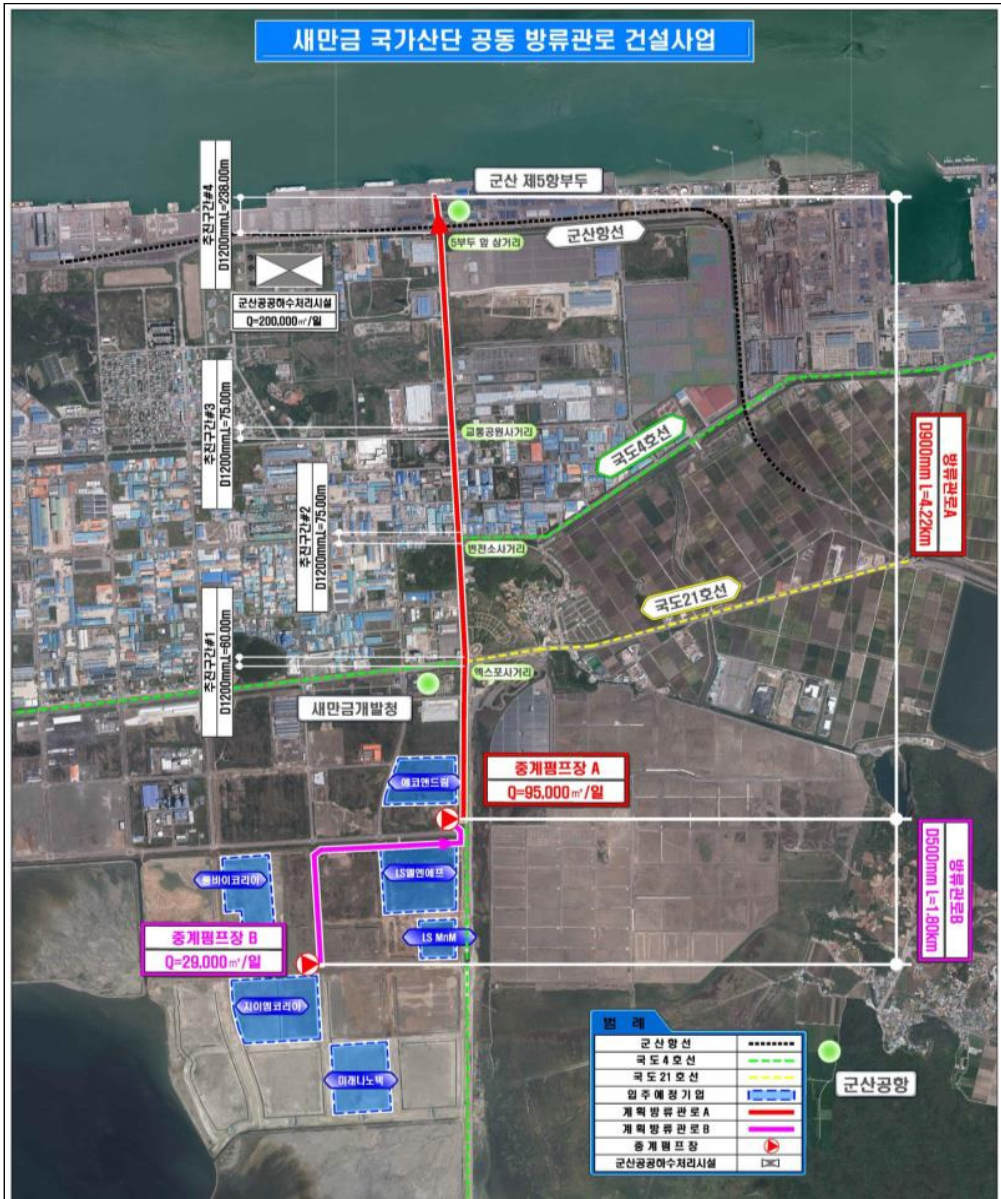 새만금 국가산단 공동 방류관로 건설사업
추진구간#4
D1200mmL=238.00m
군산 제5항부두
5부두 앞 삼거리
군산항선
군산공공하수처리시설
Q=200,000㎥/일
추진구간#3
D1200mmL=75.00m
교통공원사거리
국도4호선
방류관로A
D900mm L=4.22km
추진구간#2
D1200mmL=75.00m
변전소사거리
국도21호선
추진구간#1
D1200mmL=60.00m
엑스포사거리
새만금개발청
중계펌프장 A
Q=95,000㎥/일
에코앤드림
방류관로B
D500mm L=1.80km
룽바이코리아
LS엘앤에프
LS MnM
중계펌프장 B
Q=29,000㎥/일
지이엠코리아
미래나노텍
군산공항
범 례
군산항선
국도4호선
국도21호선
입주예정기업
계획방류관로A
계획방류관로B
중계펌프장
군산공공하수처리시설